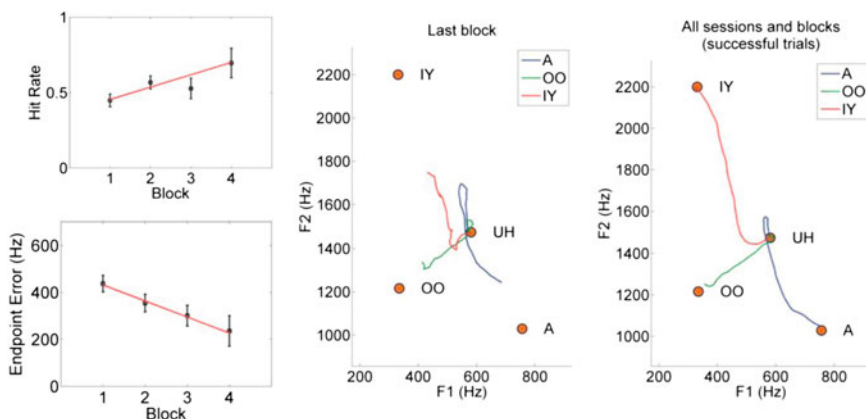 Hit Rate
1
0.5
0
1 2 3 4
Block
Endpoint Error (Hz)
600
400
200
0
1 2 3 4
Block
Last block
A
OO
IY
2200
2000
1800
1600
1400
1200
1000
F2 (Hz)
IY
UH
OO
A
200 400 600 800
F1 (Hz)
All sessions and blocks
(successful trials)
A
OO
IY
2200
2000
1800
1600
1400
1200
1000
F2 (Hz)
IY
UH
OO
A
200 400 600 800
F1 (Hz)